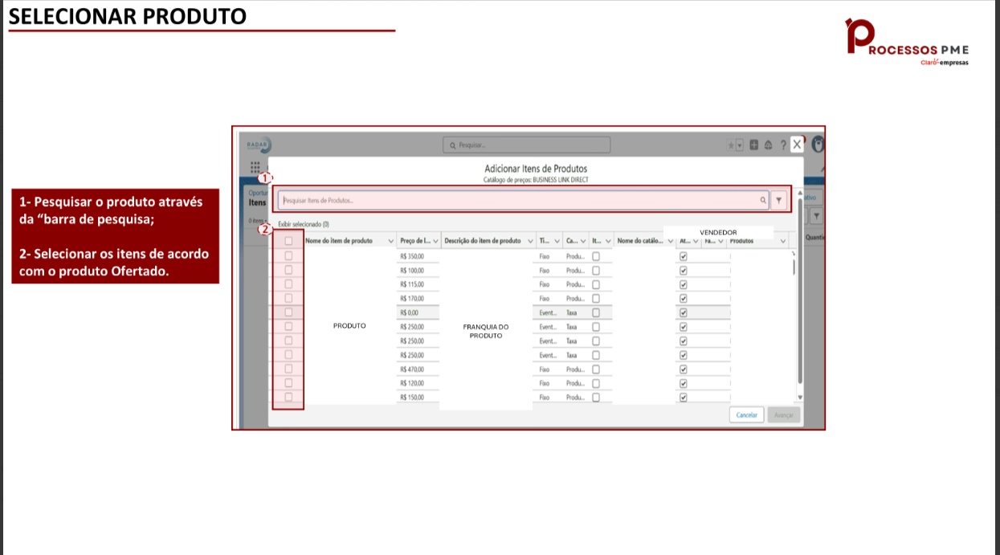 SELECIONAR PRODUTO
PROCESSOS PME
Claro empresas
1- Pesquisar o produto através
da “barra de pesquisa;
2- Selecionar os itens de acordo
com o produto Ofertado.
RADAR
Pesquisar...
Adicionar Itens de Produtos
Catálogo de preços: BUSINESS LINK DIRECT
1
Oportu
Itens
Pesquisar Itens de Produtos...
ativo
0 itens •
Exibir selecionado (0)
2
VENDEDOR
Nome do item de produto Preço de l... Descrição do item de produto Ti... Ca... It... Nome do catálo... At... Fa... Produtos
Quanti
R$ 350,00 Fixo Produ...
R$ 100,00 Fixo Produ...
R$ 115,00 Fixo Produ...
R$ 170,00 Fixo Produ...
R$ 0,00 Event... Taxa
PRODUTO R$ 250,00 FRANQUIA DO Event... Taxa
PRODUTO
R$ 250,00 Event... Taxa
R$ 250,00 Event... Taxa
R$ 470,00 Fixo Produ...
R$ 120,00 Fixo Produ...
R$ 150,00 Fixo Produ...
Cancelar Avançar